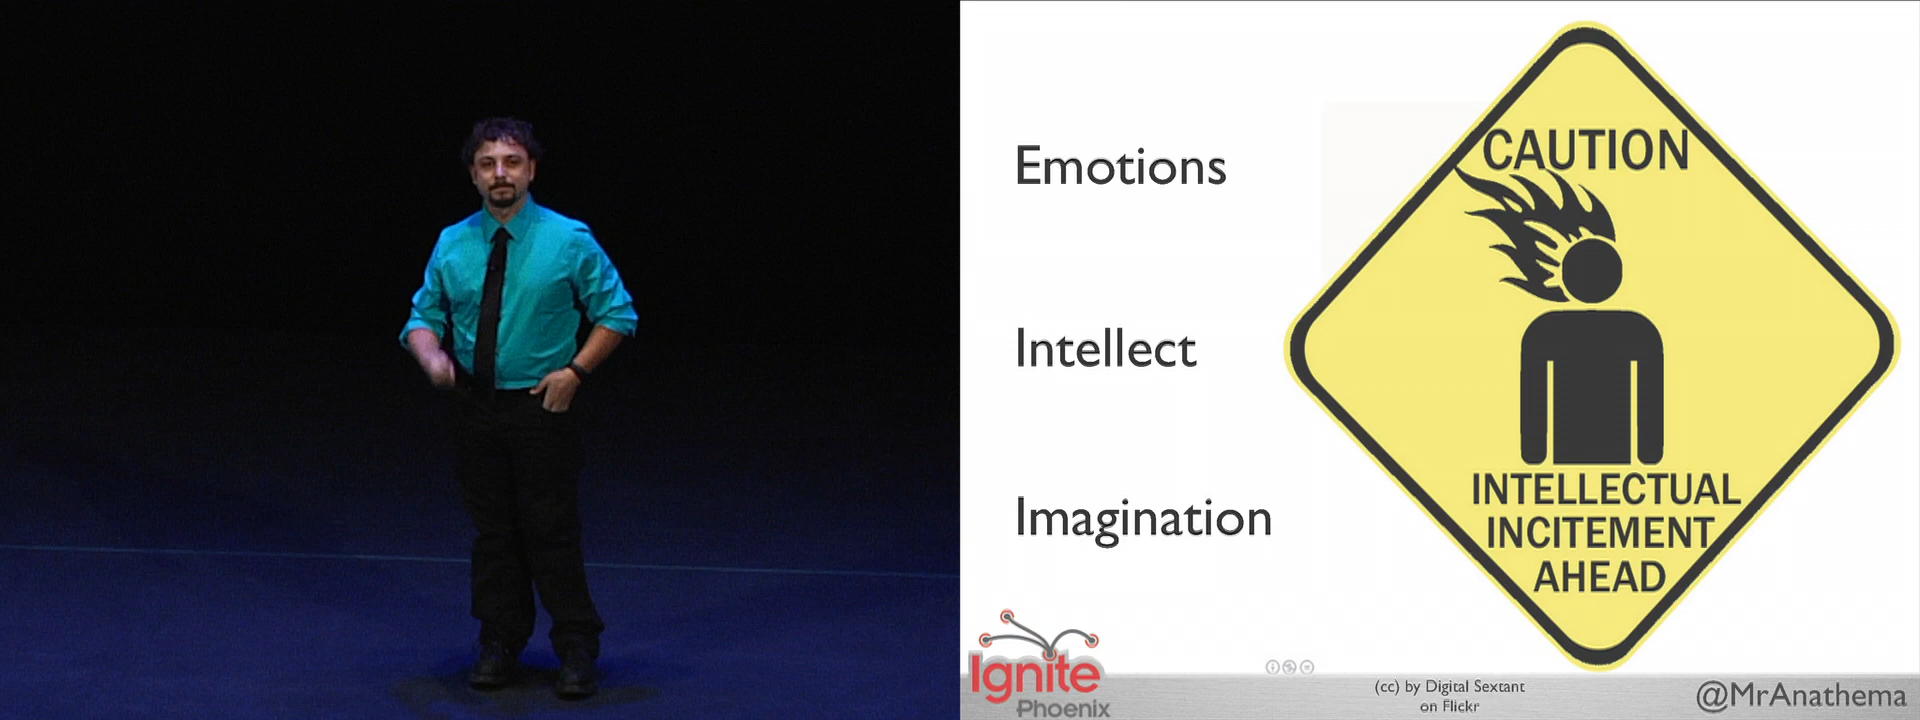 Emotions
Intellect
Imagination
CAUTION
INTELLECTUAL
INCITEMENT
AHEAD
Ignite
Phoenix
(cc) by Digital Sextant
on Flickr
@MrAnathema